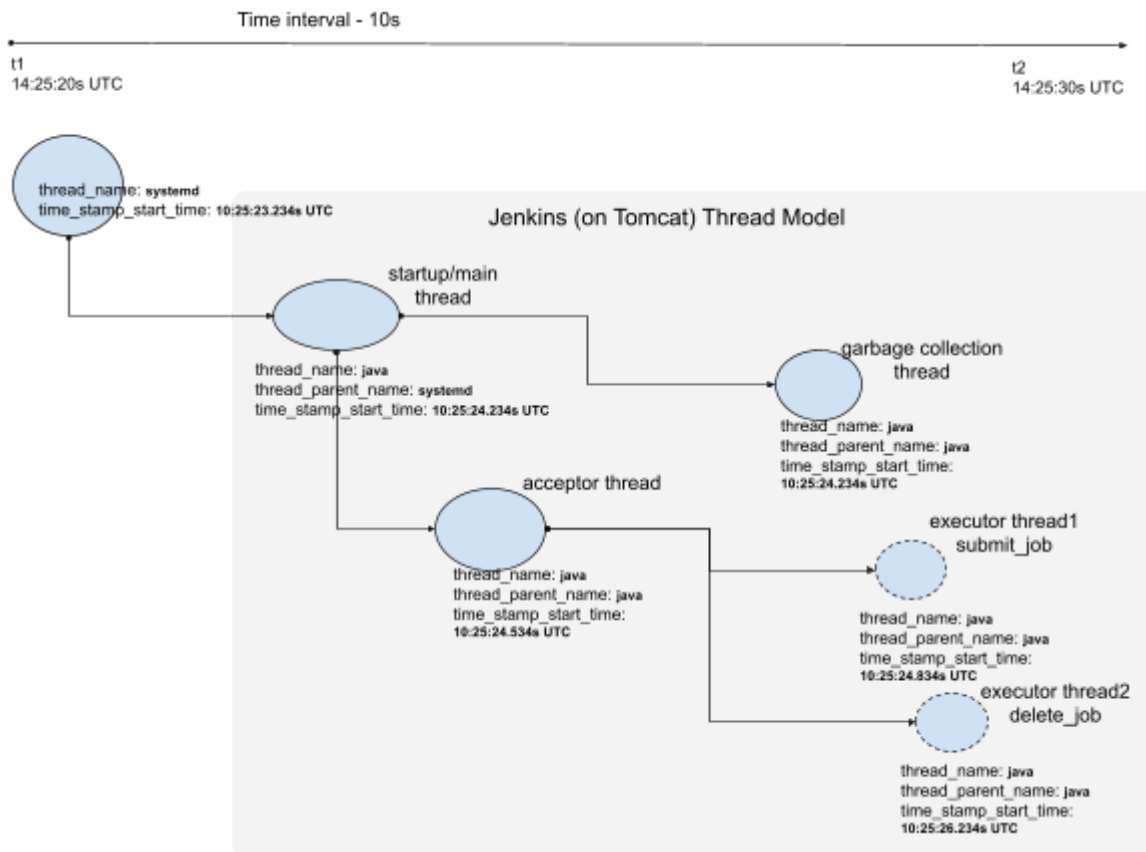 Time interval - 10s
t1
14:25:20s UTC
t2
14:25:30s UTC
thread_name: systemd
time_stamp_start_time: 10:25:23.234s UTC
Jenkins (on Tomcat) Thread Model
startup/main
thread
thread_name: java
thread_parent_name: systemd
time_stamp_start_time: 10:25:24.234s UTC
garbage collection
thread
thread_name: java
thread_parent_name: java
time_stamp_start_time:
10:25:24.234s UTC
acceptor thread
thread_name: java
thread_parent_name: java
time_stamp_start_time:
10:25:24.534s UTC
executor thread1
submit_job
thread_name: java
thread_parent_name: java
time_stamp_start_time:
10:25:24.834s UTC
executor thread2
delete_job
thread_name: java
thread_parent_name: java
time_stamp_start_time:
10:25:26.234s UTC